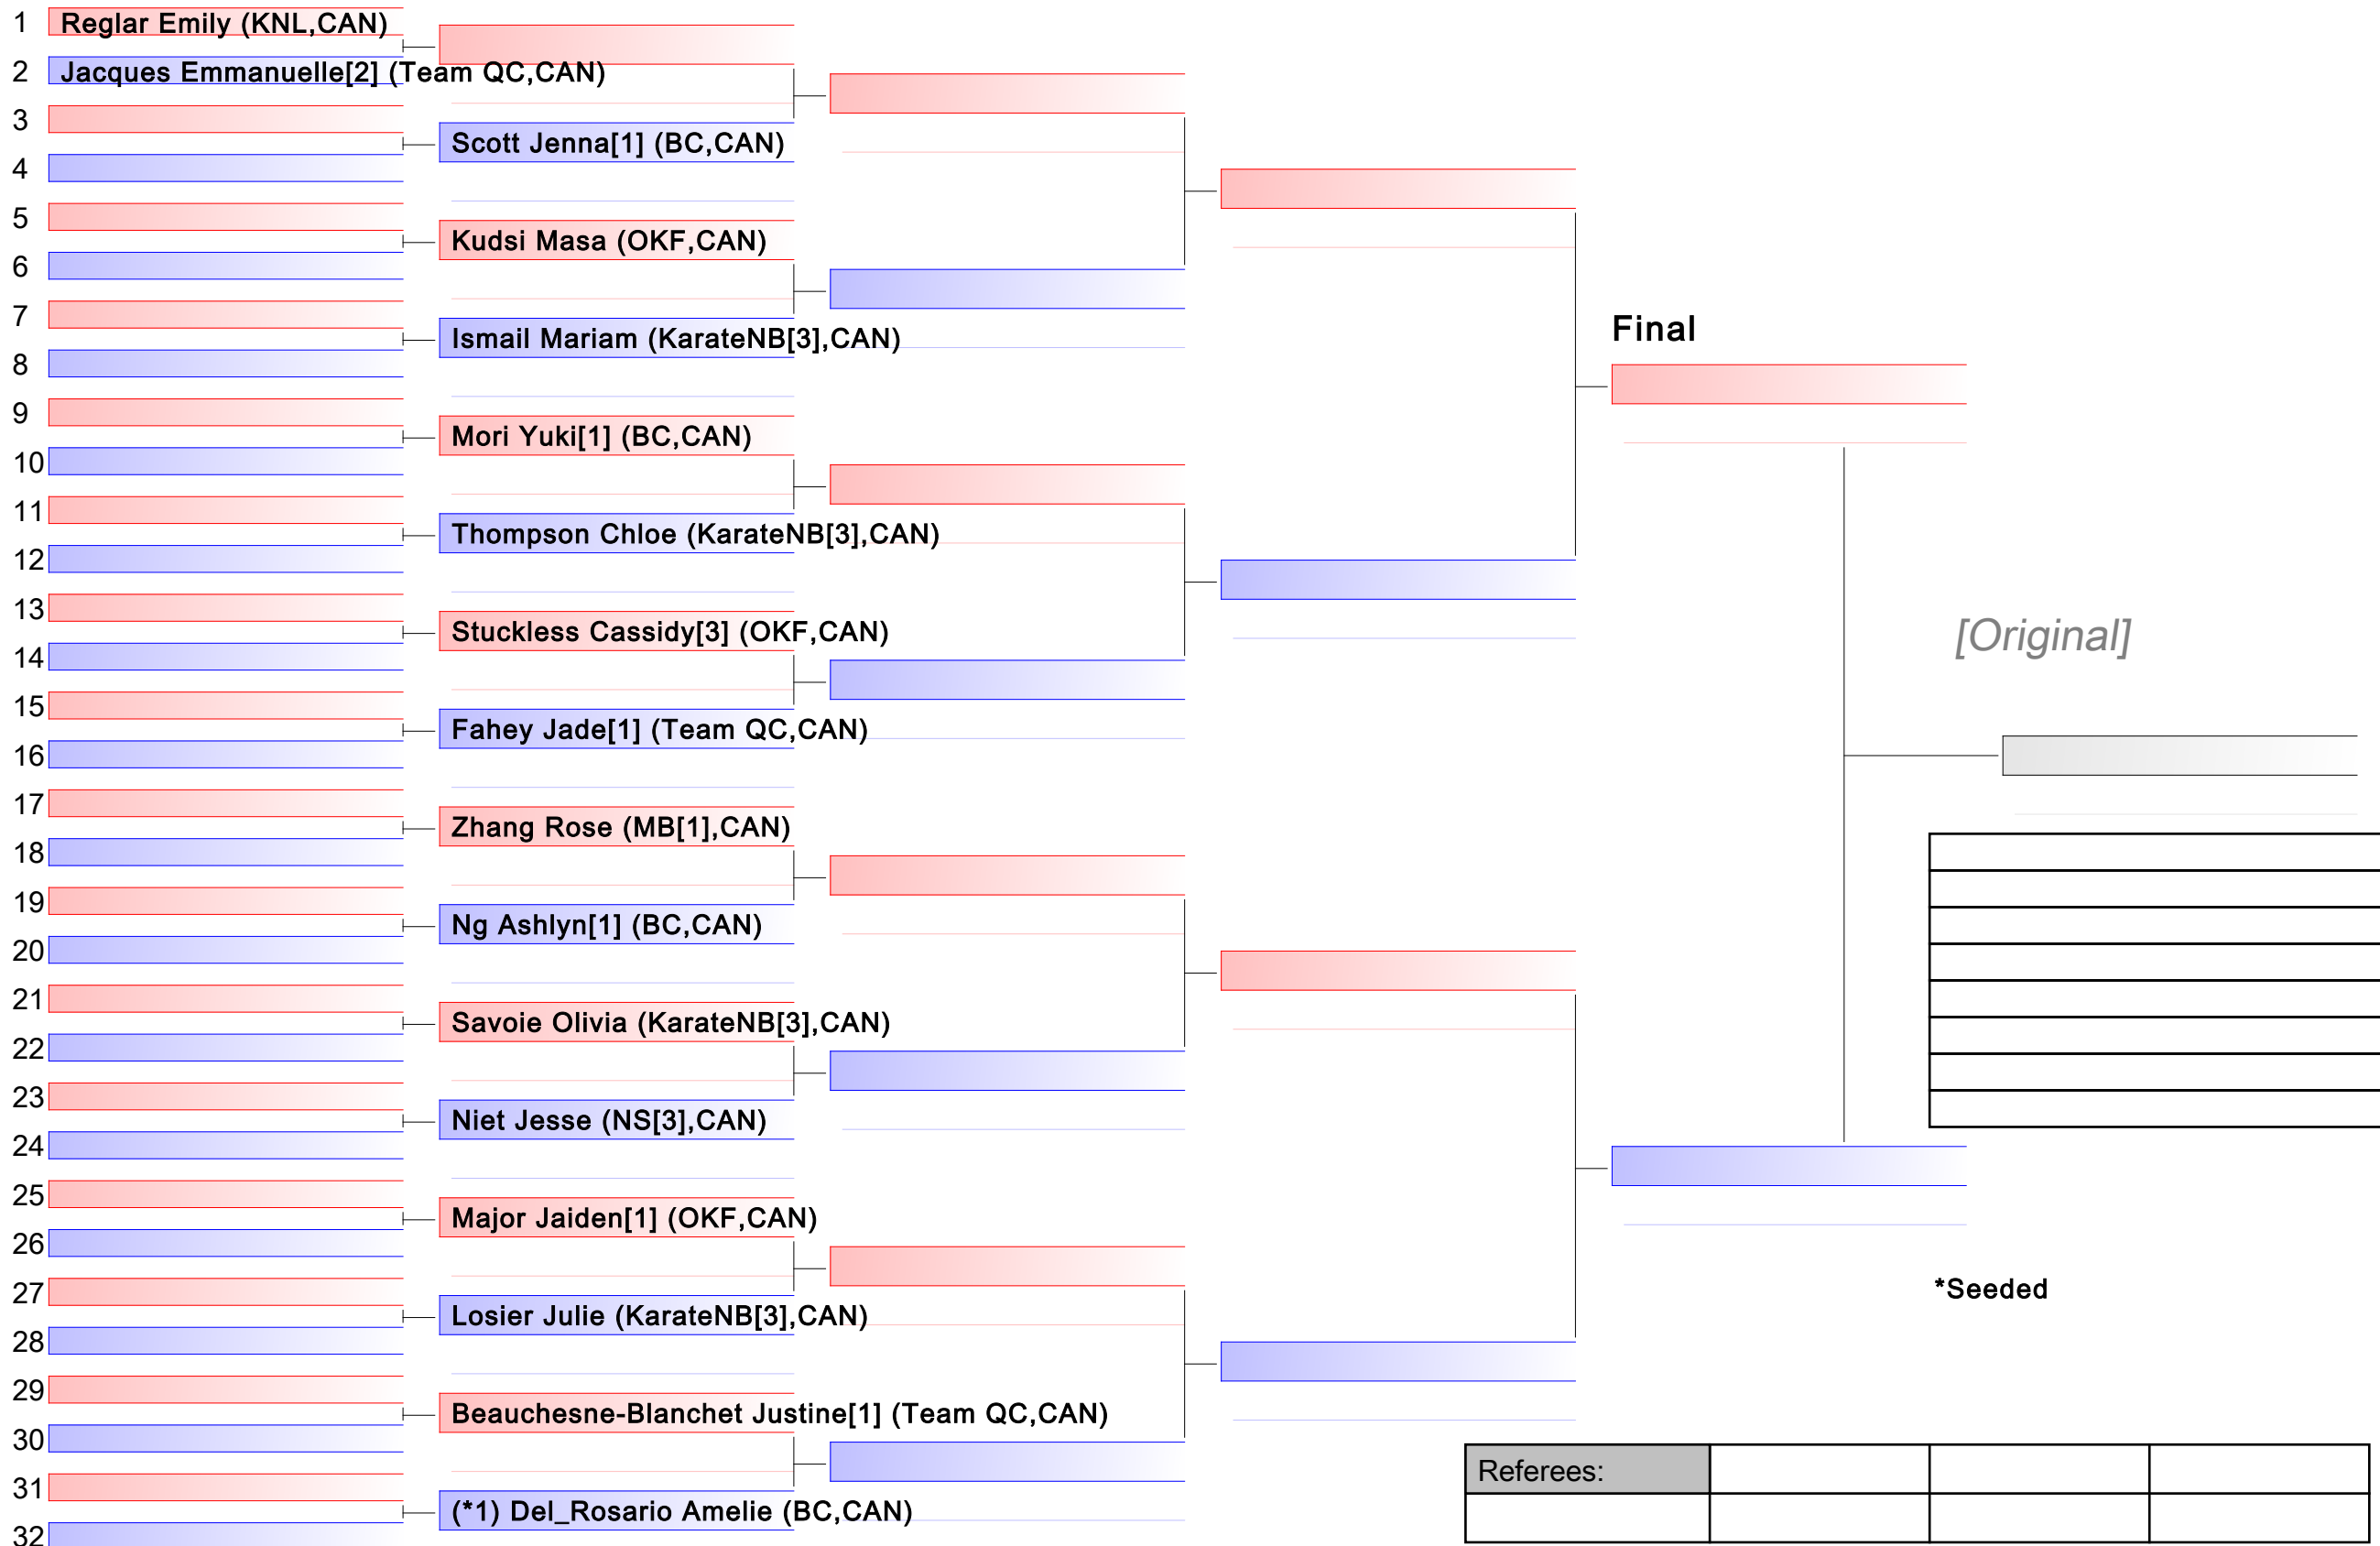 1 Reglar Emily (KNL,CAN)
2 Jacques Emmanuelle[2] (Team QC,CAN)
3
Scott Jenna[1] (BC,CAN)
4
5
Kudsi Masa (OKF,CAN)
6
7
Final
Ismail Mariam (KarateNB[3],CAN)
8
9
Mori Yuki[1] (BC,CAN)
10
11
Thompson Chloe (KarateNB[3],CAN)
12
13
Stuckless Cassidy[3] (OKF,CAN)
[Original]
14
15
Fahey Jade[1] (Team QC,CAN)
16
17
Zhang Rose (MB[1],CAN)
18
19
Ng Ashlyn[1] (BC,CAN)
20
21
Savoie Olivia (KarateNB[3],CAN)
22
23
Niet Jesse (NS[3],CAN)
24
25
Major Jaiden[1] (OKF,CAN)
26
27
*Seeded
Losier Julie (KarateNB[3],CAN)
28
29
Beauchesne-Blanchet Justine[1] (Team QC,CAN)
30
Referees:
31
(*1) Del_Rosario Amelie (BC,CAN)
32